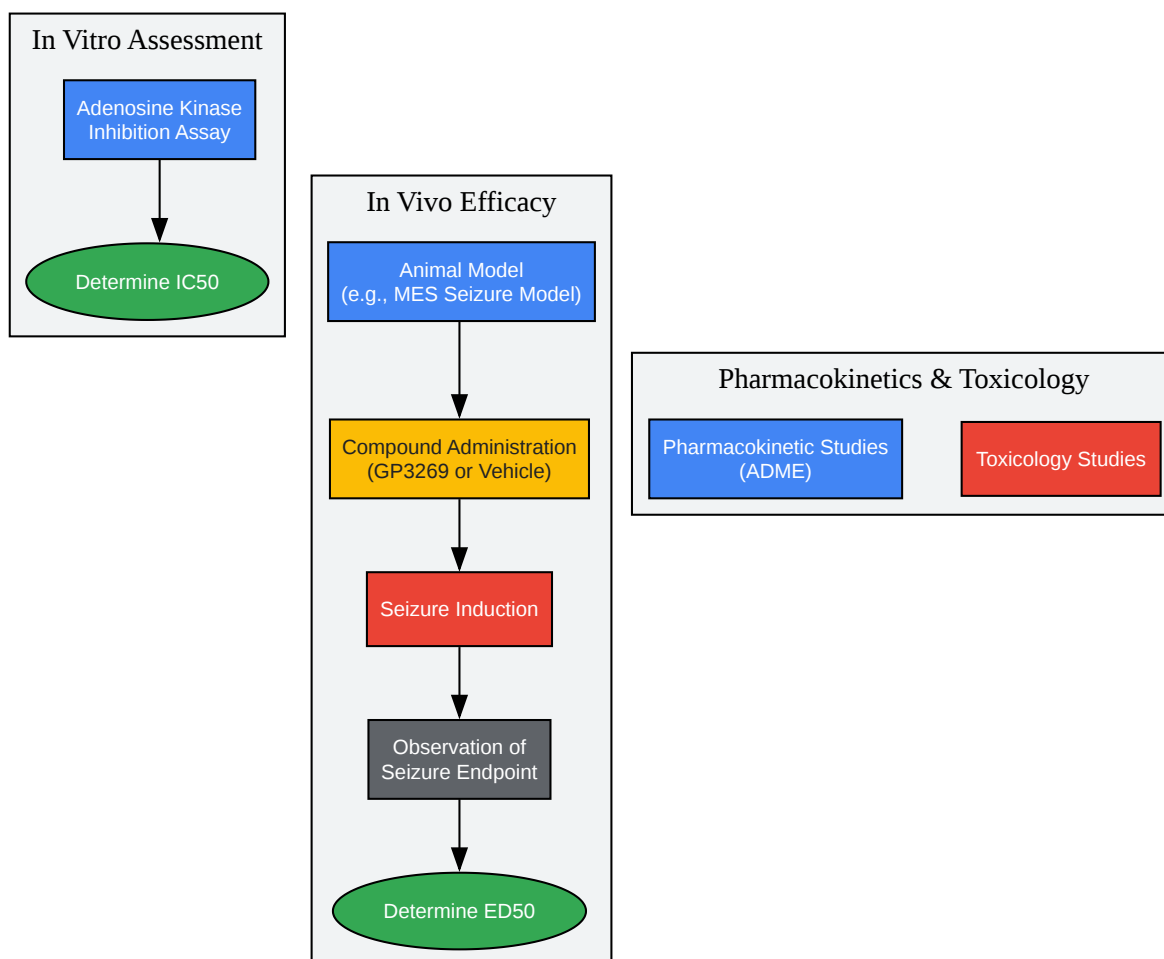 In Vitro Assessment
Adenosine Kinase
Inhibition Assay
Determine IC50
In Vivo Efficacy
Animal Model
(e.g., MES Seizure Model)
Compound Administration
(GP3269 or Vehicle)
Seizure Induction
Observation of
Seizure Endpoint
Determine ED50
Pharmacokinetics & Toxicology
Pharmacokinetic Studies
(ADME)
Toxicology Studies